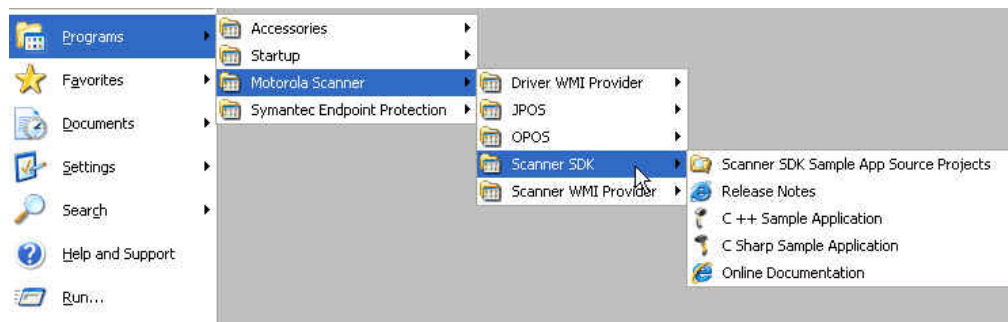 Programs
Favorites
Documents
Settings
Search
Help and Support
Run...
Accessories
Startup
Motorola Scanner
Symantec Endpoint Protection
Driver WMI Provider
JPOS
OPOS
Scanner SDK
Scanner WMI Provider
Scanner SDK Sample App Source Projects
Release Notes
C ++ Sample Application
C Sharp Sample Application
Online Documentation